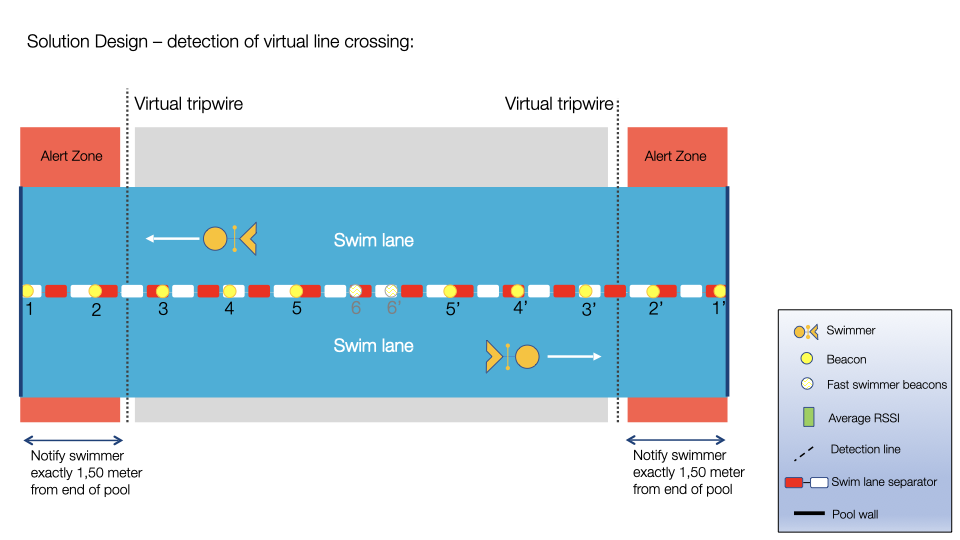 Solution Design – detection of virtual line crossing:
Virtual tripwire
Virtual tripwire
Alert Zone
Alert Zone
Swim lane
1 2 3 4 5 6 6' 5' 4' 3' 2' 1'
Swim lane
Notify swimmer
exactly 1,50 meter
from end of pool
Notify swimmer
exactly 1,50 meter
from end of pool
Swimmer
Beacon
Fast swimmer beacons
Average RSSI
Detection line
Swim lane separator
Pool wall